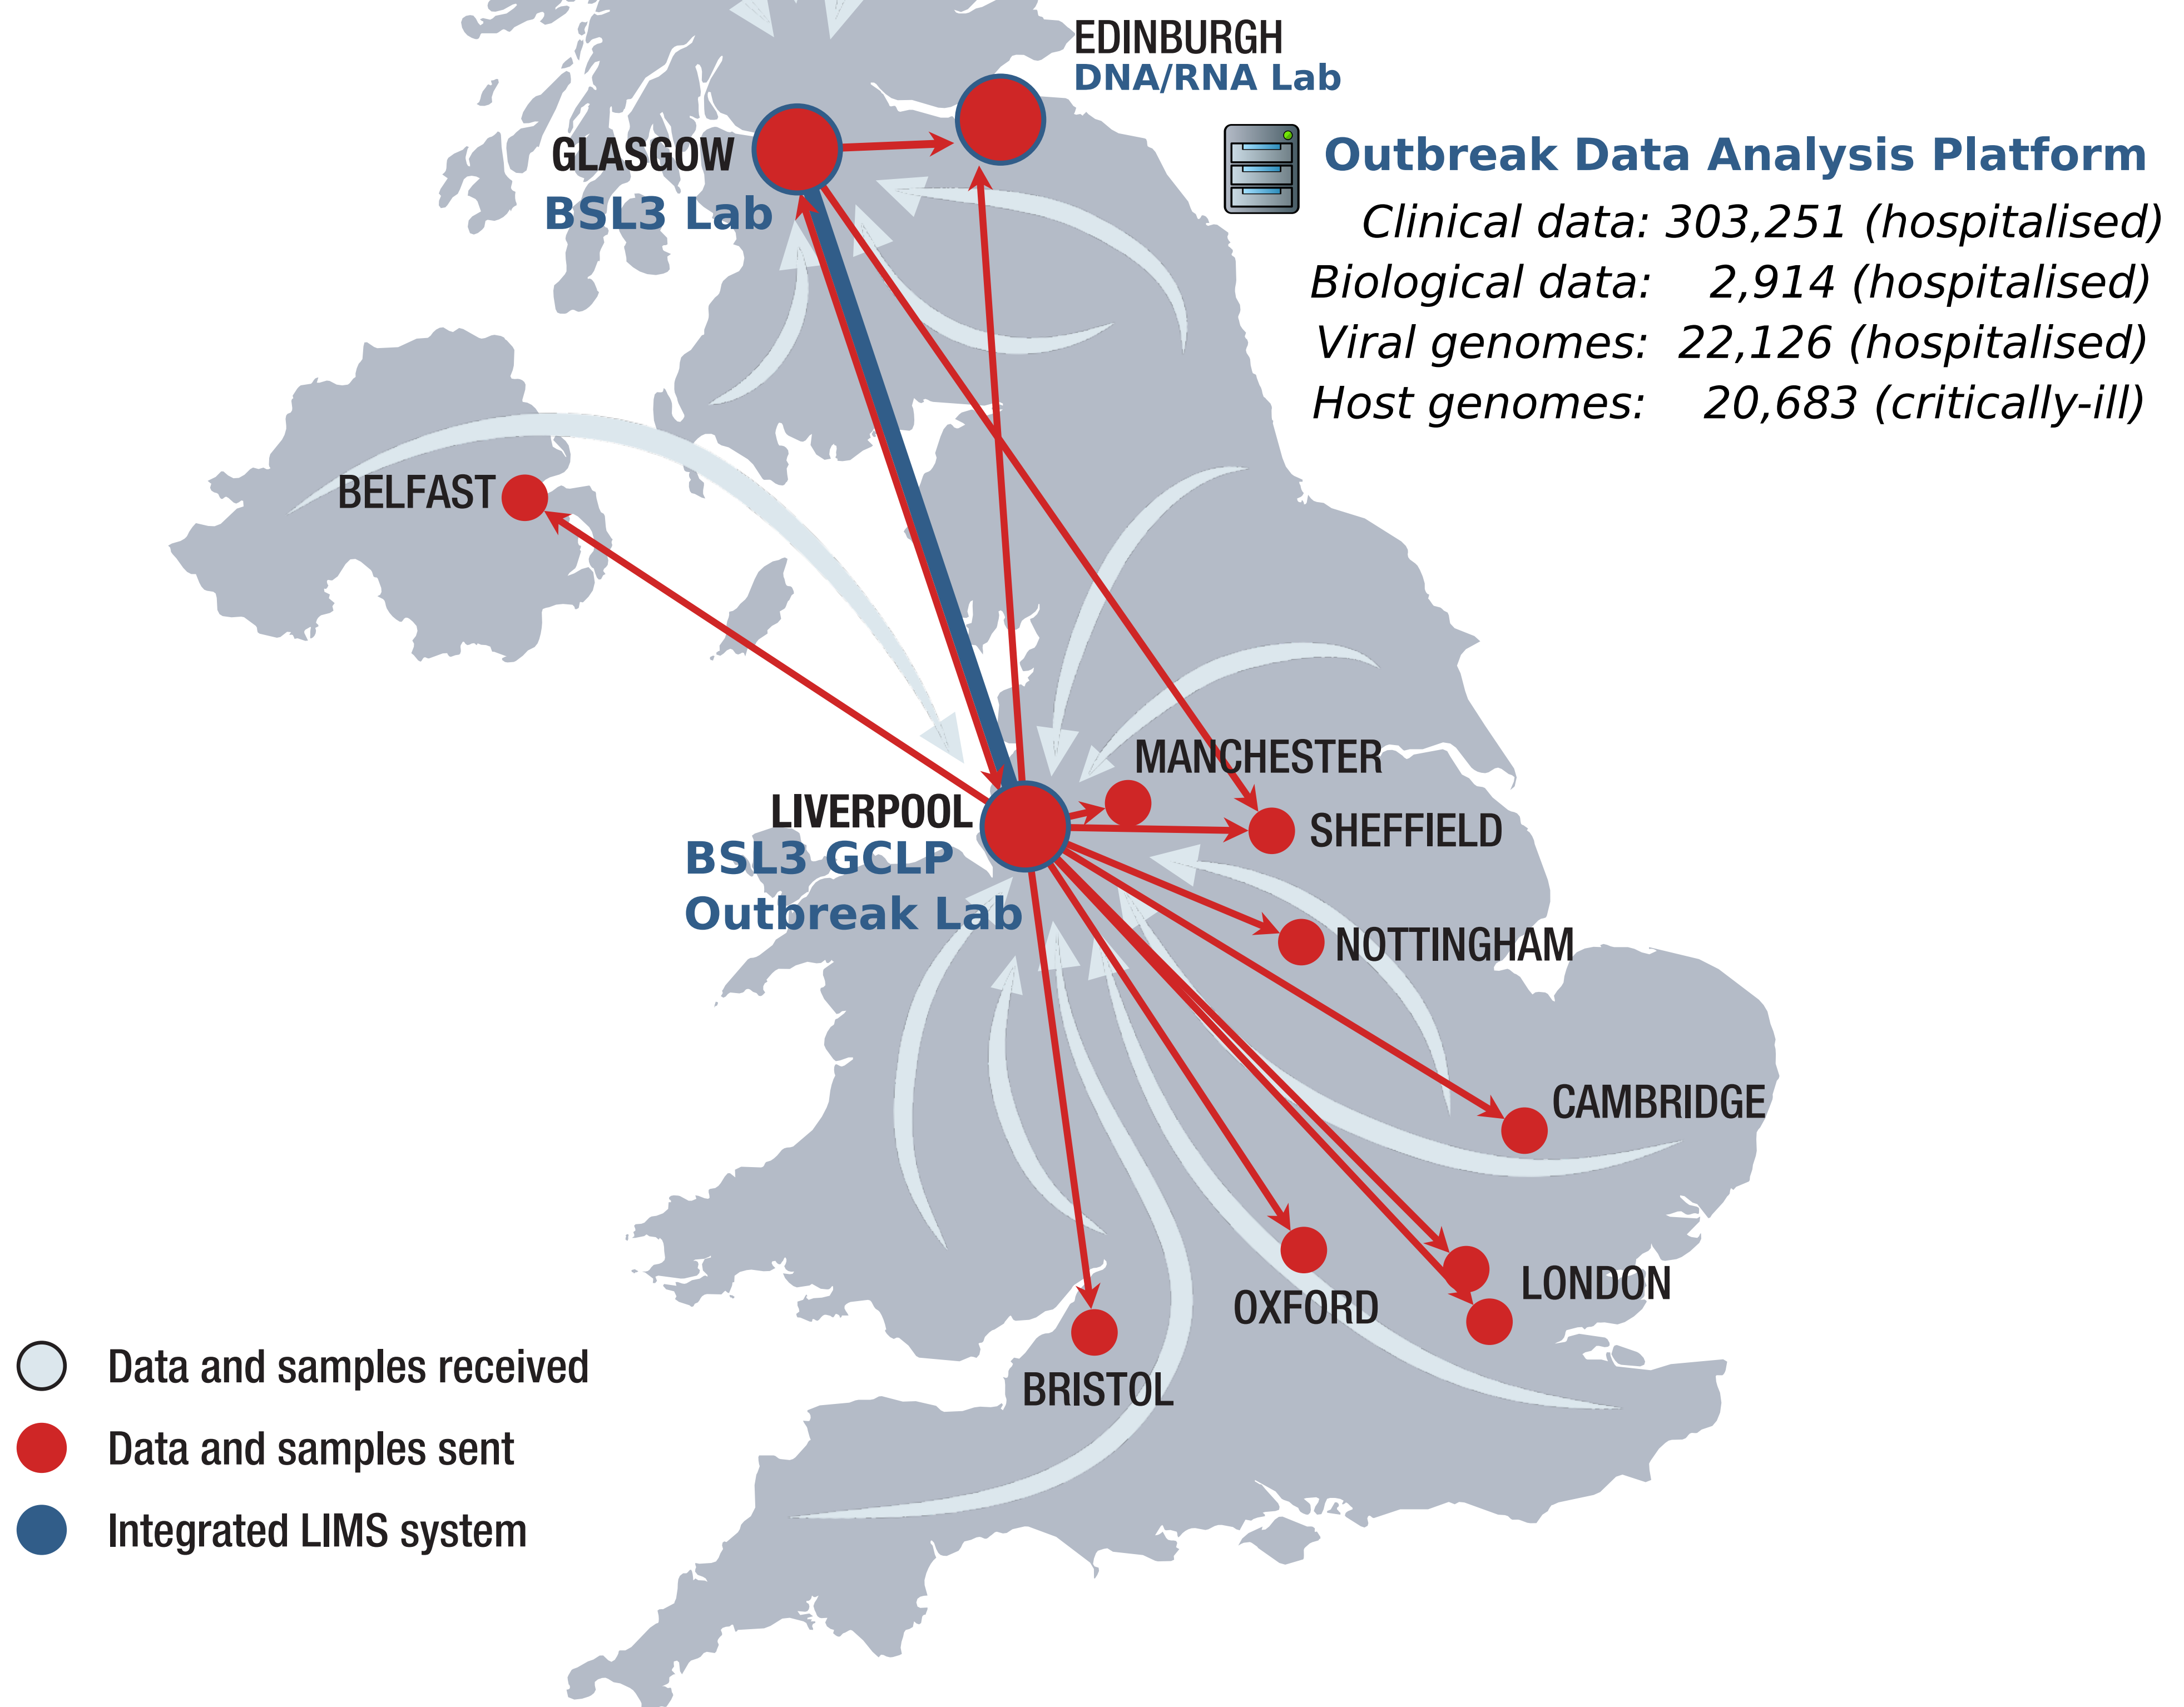 EDINBURGH
DNA/RNA Lab
GLASGOW
BSL3 Lab
Outbreak Data Analysis Platform
Clinical data: 303,251 (hospitalised)
Biological data: 2,914 (hospitalised)
Viral genomes: 22,126 (hospitalised)
Host genomes: 20,683 (critically-ill)
BELFAST
MANCHESTER
LIVERPOOL
BSL3 GCLP
Outbreak Lab
SHEFFIELD
NOTTINGHAM
CAMBRIDGE
LONDON
OXFORD
BRISTOL
Data and samples received
Data and samples sent
Integrated LIMS system